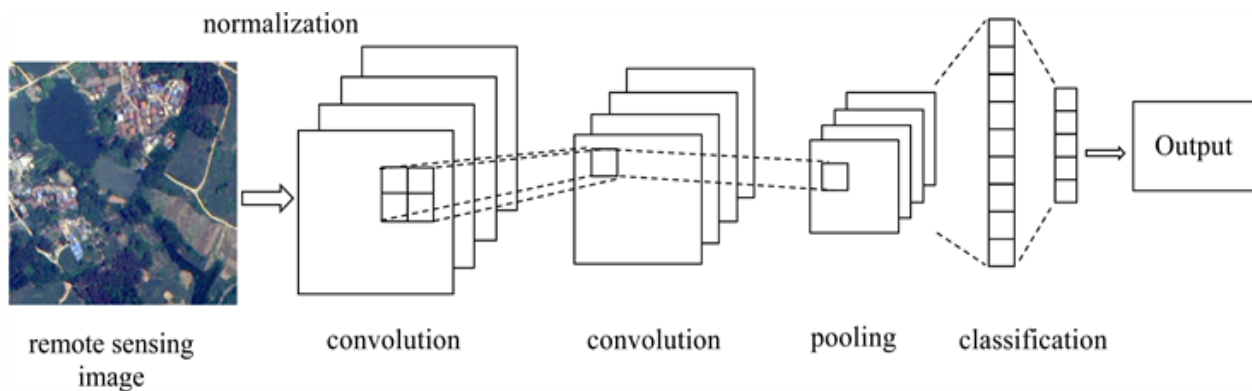 normalization
Output
remote sensing
image
convolution
convolution
pooling
classification